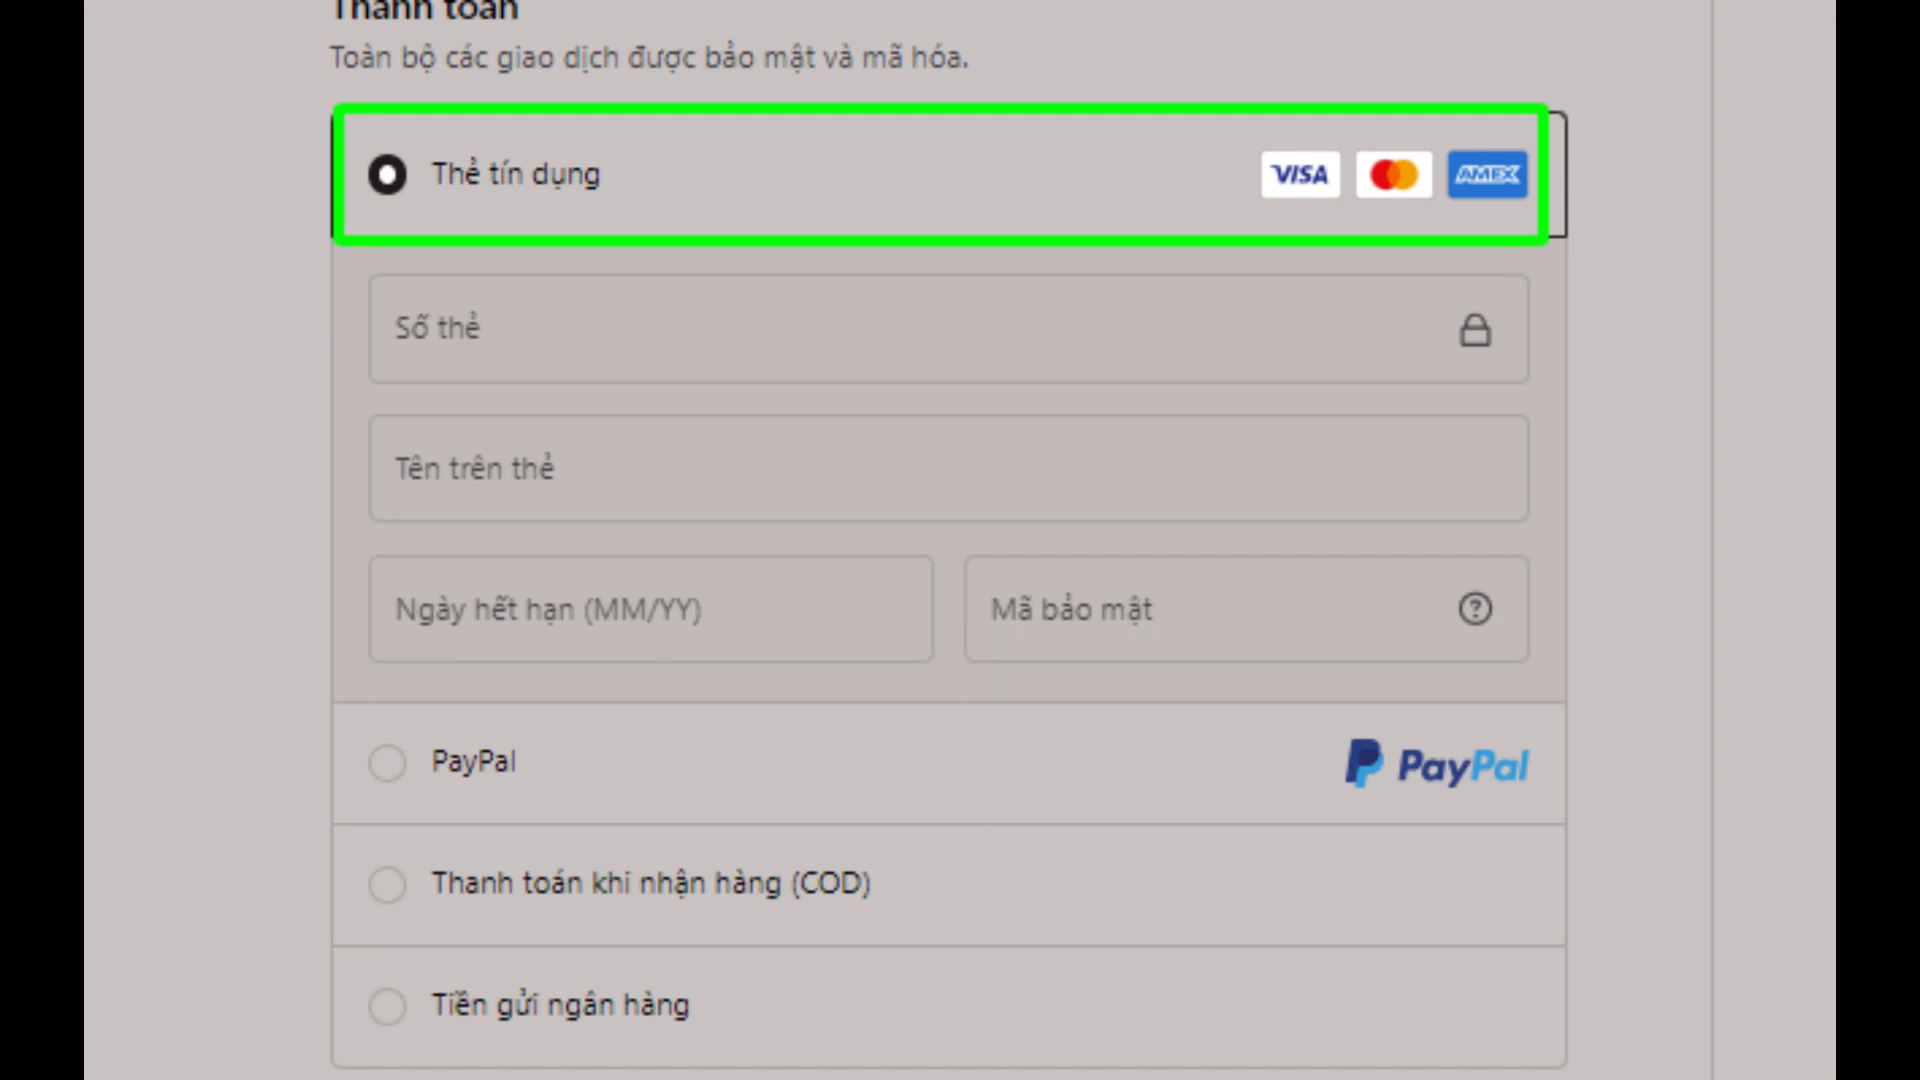 Thanh toán
Toàn bộ các giao dịch được bảo mật và mã hóa.
Thẻ tín dụng
VISA
AMEX
Số thẻ
Tên trên thẻ
Ngày hết hạn (MM/YY)
Mã bảo mật
?
PayPal
PayPal
Thanh toán khi nhận hàng (COD)
Tiền gửi ngân hàng